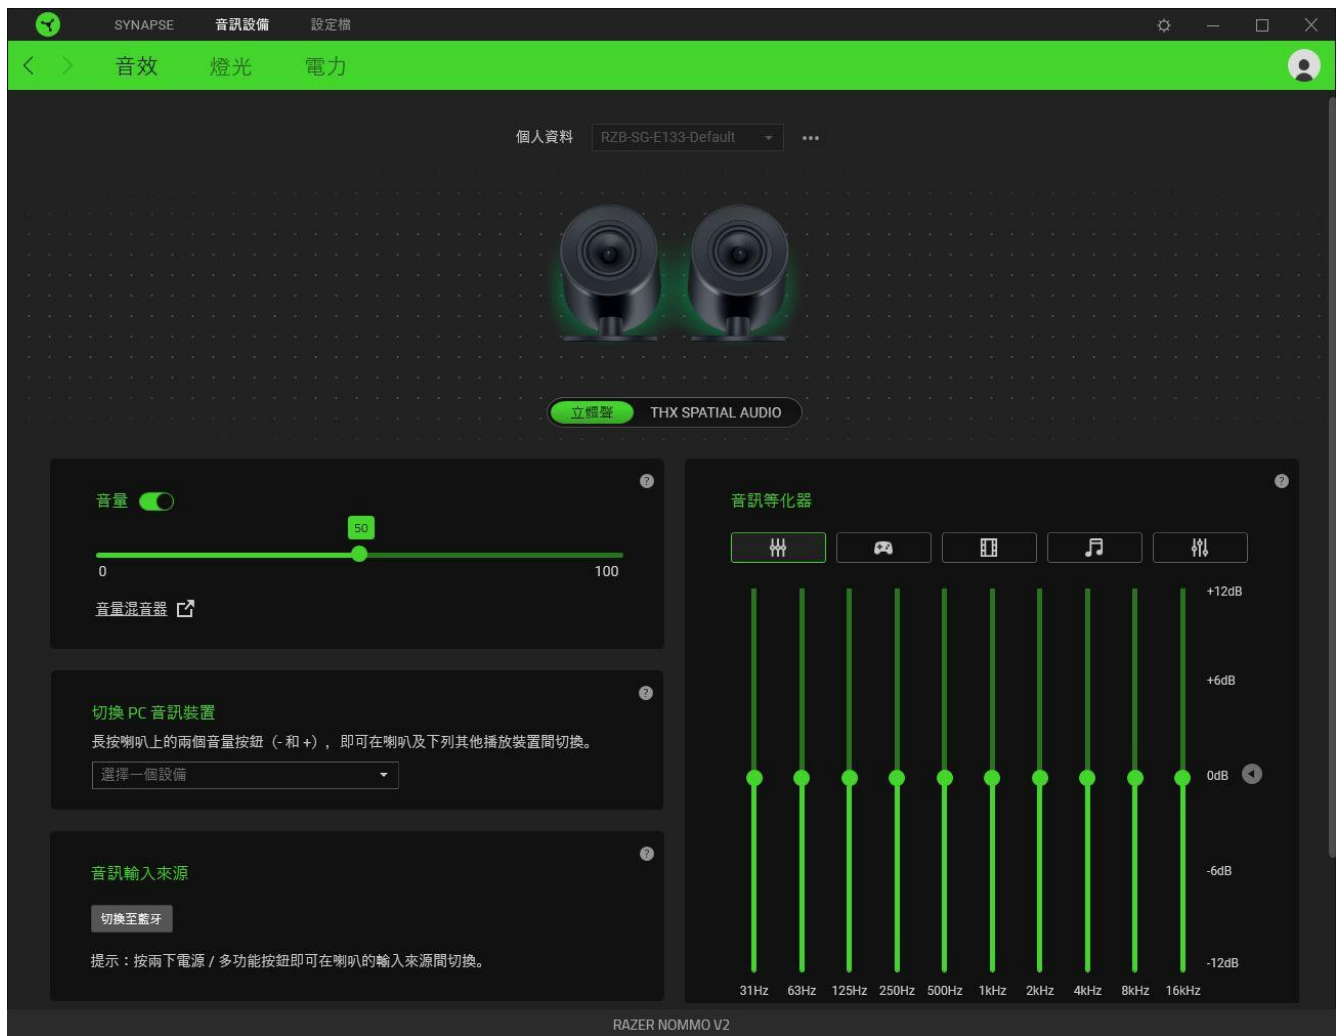 SYNAPSE 音訊設備 設定檔
音效 燈光 電力
個人資料 RZB-SG-E133-Default
立體聲 THX SPATIAL AUDIO
音量
50
0 100
音量混音器
切換 PC 音訊裝置
長按喇叭上的兩個音量按鈕（- 和 +），即可在喇叭及下列其他播放裝置間切換。
選擇一個設備
音訊輸入來源
切換至藍牙
提示：按兩下電源 / 多功能按鈕即可在喇叭的輸入來源間切換。
音訊等化器
+12dB
+6dB
0dB
-6dB
-12dB
31Hz 63Hz 125Hz 250Hz 500Hz 1kHz 2kHz 4kHz 8kHz 16kHz
RAZER NOMMO V2